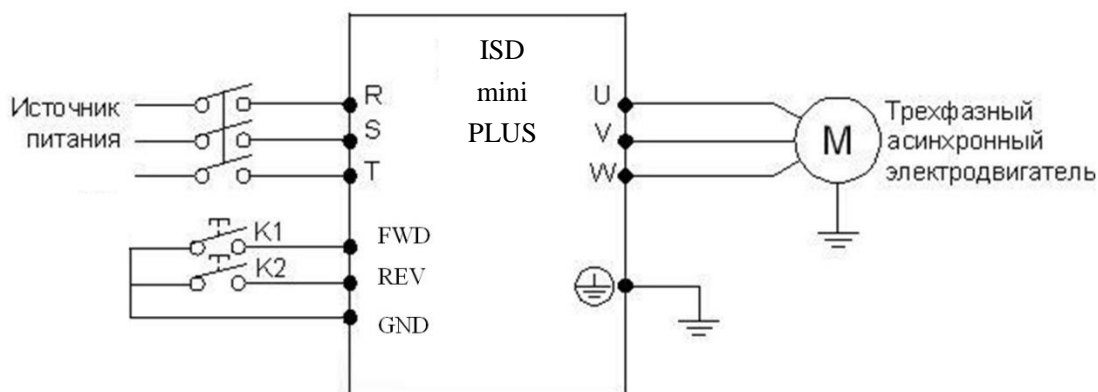 ISD
mini
PLUS
Источник
питания
R
S
T
U
V
W
M
Трехфазный
асинхронный
электродвигатель
K1
K2
FWD
REV
GND